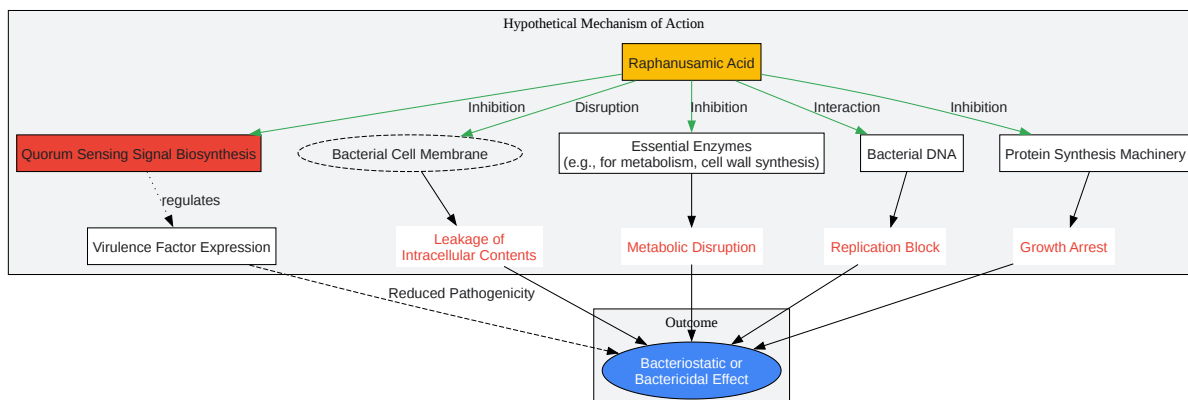 Hypothetical Mechanism of Action
Raphanusamic Acid
Inhibition
Disruption
Inhibition
Interaction
Inhibition
Quorum Sensing Signal Biosynthesis
Bacterial Cell Membrane
Essential Enzymes
(e.g., for metabolism, cell wall synthesis)
Bacterial DNA
Protein Synthesis Machinery
regulates
Virulence Factor Expression
Leakage of
Intracellular Contents
Metabolic Disruption
Replication Block
Growth Arrest
Reduced Pathogenicity
Outcome
Bacteriostatic or
Bactericidal Effect